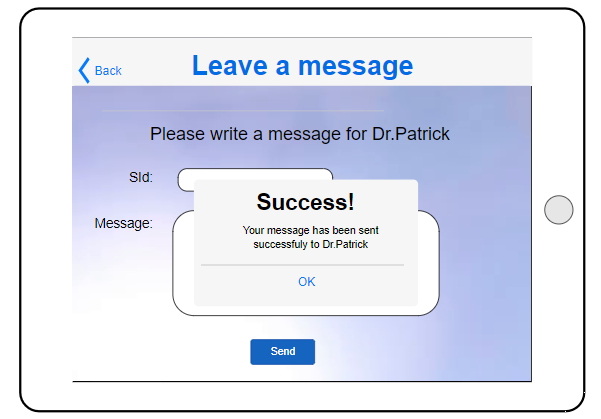 Back
Leave a message
Please write a message for Dr.Patrick
SId:
Message:
Success!
Your message has been sent
successfuly to Dr.Patrick
OK
Send